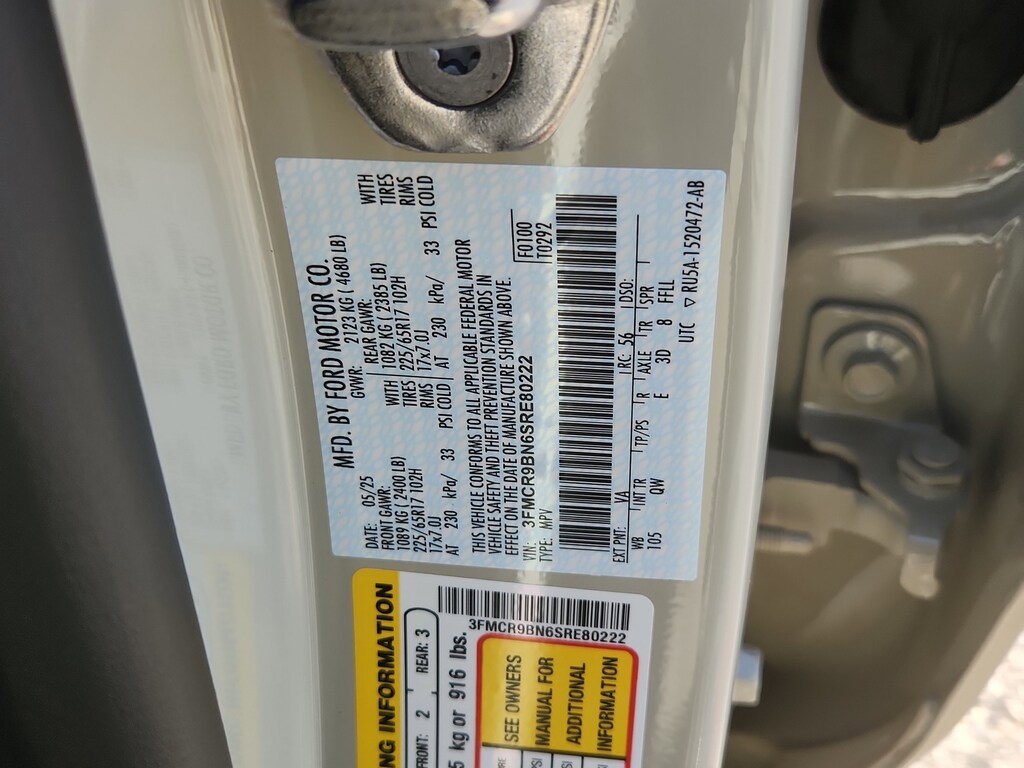 MFD. BY FORD MOTOR CO.
DATE: 05/25 GVWR: 2123 KG ( 4680 LB)
FRONT GAWR: REAR GAWR:
1089 KG ( 2400 LB) WITH 1082 KG ( 2385 LB) WITH
225/65R17 102H TIRES 225/65R17 102H TIRES
17x7.0J RIMS 17x7.0J RIMS
AT 230 kPa/ 33 PSI COLD AT 230 kPa/ 33 PSI COLD
THIS VEHICLE CONFORMS TO ALL APPLICABLE FEDERAL MOTOR
VEHICLE SAFETY AND THEFT PREVENTION STANDARDS IN
EFFECT ON THE DATE OF MANUFACTURE SHOWN ABOVE.
VIN: 3FMCR9BN6SRE80222 F0100
TYPE: MPV T0292
EXT PNT: YA RC: 56 DSO:
WB INT TR TP/PS R AXLE TR SPR
105 QW E 3D 8 FFLL
UTC ▽ RU5A-1520472-AB
NG INFORMATION
FRONT: 2 REAR: 3
5 kg or 916 lbs.
3FMCR9BN6SRE80222
SEE OWNERS
MANUAL FOR
ADDITIONAL
INFORMATION